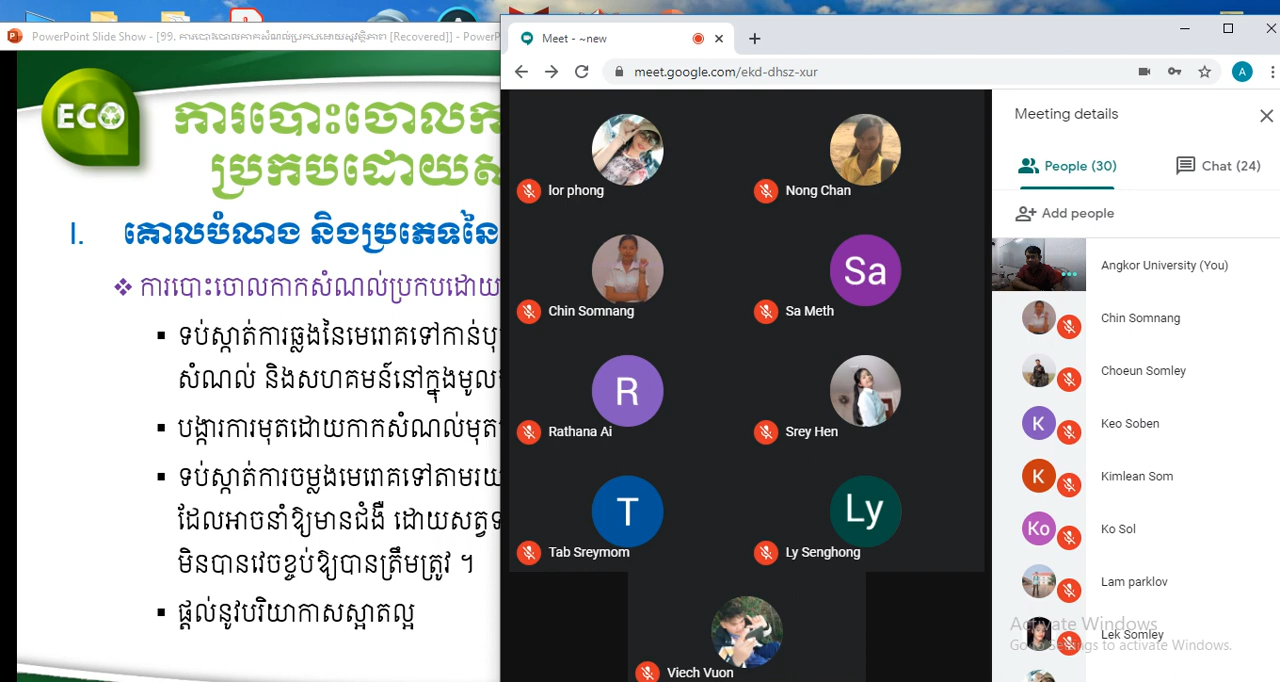 PowerPoint Slide Show - [99. ការបោះចោលកាកសំណល់ប្រកបដោយសុវត្ថិភាព [Recovered]] - PowerP
ECO
ការបោះចោលកា
ប្រកបដោយស
I. គោលបំណង និងប្រភេទនៃ
❖ ការបោះចោលកាកសំណល់ប្រកបដោយ
▪ ទប់ស្កាត់ការឆ្លងនៃមេរោគទៅកាន់បុ
សំណល់ និងសហគមន៍នៅក្នុងមូល
▪ បង្ការការមុតដោយកាកសំណល់មុត
▪ ទប់ស្កាត់ការចម្លងមេរោគទៅតាមរយ
ដែលអាចនាំឱ្យមានជំងឺ ដោយសត្វ
មិនបានវេចខ្ចប់ឱ្យបានត្រឹមត្រូវ ។
▪ ផ្តល់នូវបរិយាកាសស្អាតល្អ
Meet - ~new
meet.google.com/ekd-dhsz-xur
A
lor phong
Nong Chan
Chin Somnang
Sa
Sa Meth
R
Rathana Ai
Srey Hen
T
Tab Sreymom
Ly
Ly Senghong
Viech Vuon
Meeting details
People (30)
Chat (24)
Add people
Angkor University (You)
Chin Somnang
Choeun Somley
K
Keo Soben
K
Kimlean Som
Ko
Ko Sol
Lam parklov
Lek Somley
Activate Windows
Go to Settings to activate Windows.